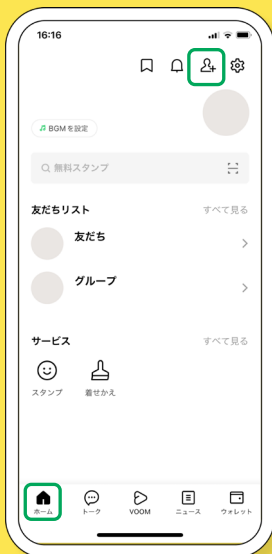 16:16
BGMを設定
無料スタンプ
友だちリスト すべて見る
友だち
グループ
サービス すべて見る
スタンプ 着せかえ
ホーム トーク VOOM ニュース ウォレット